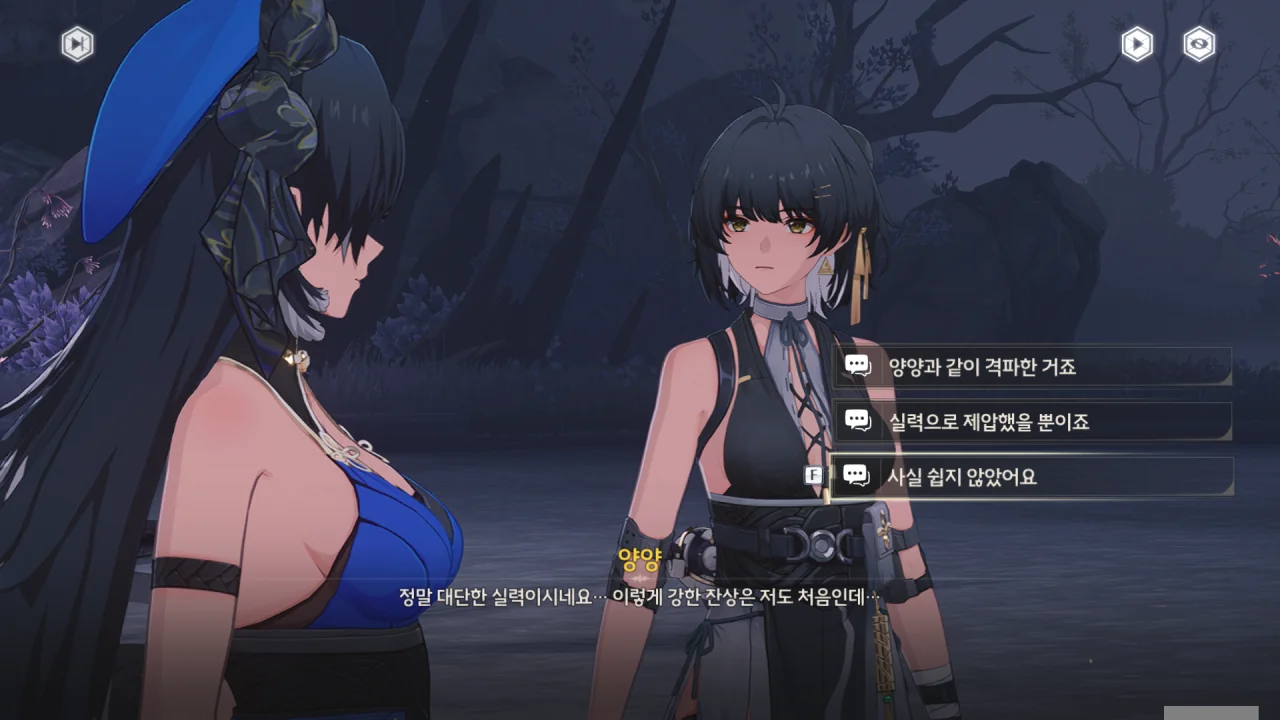 양양과 같이 격파한 거죠
실력으로 제압했을 뿐이죠
F
사실 쉽지 않았어요
양양
정말 대단한 실력이시네요… 이렇게 강한 잔상은 저도 처음인데…